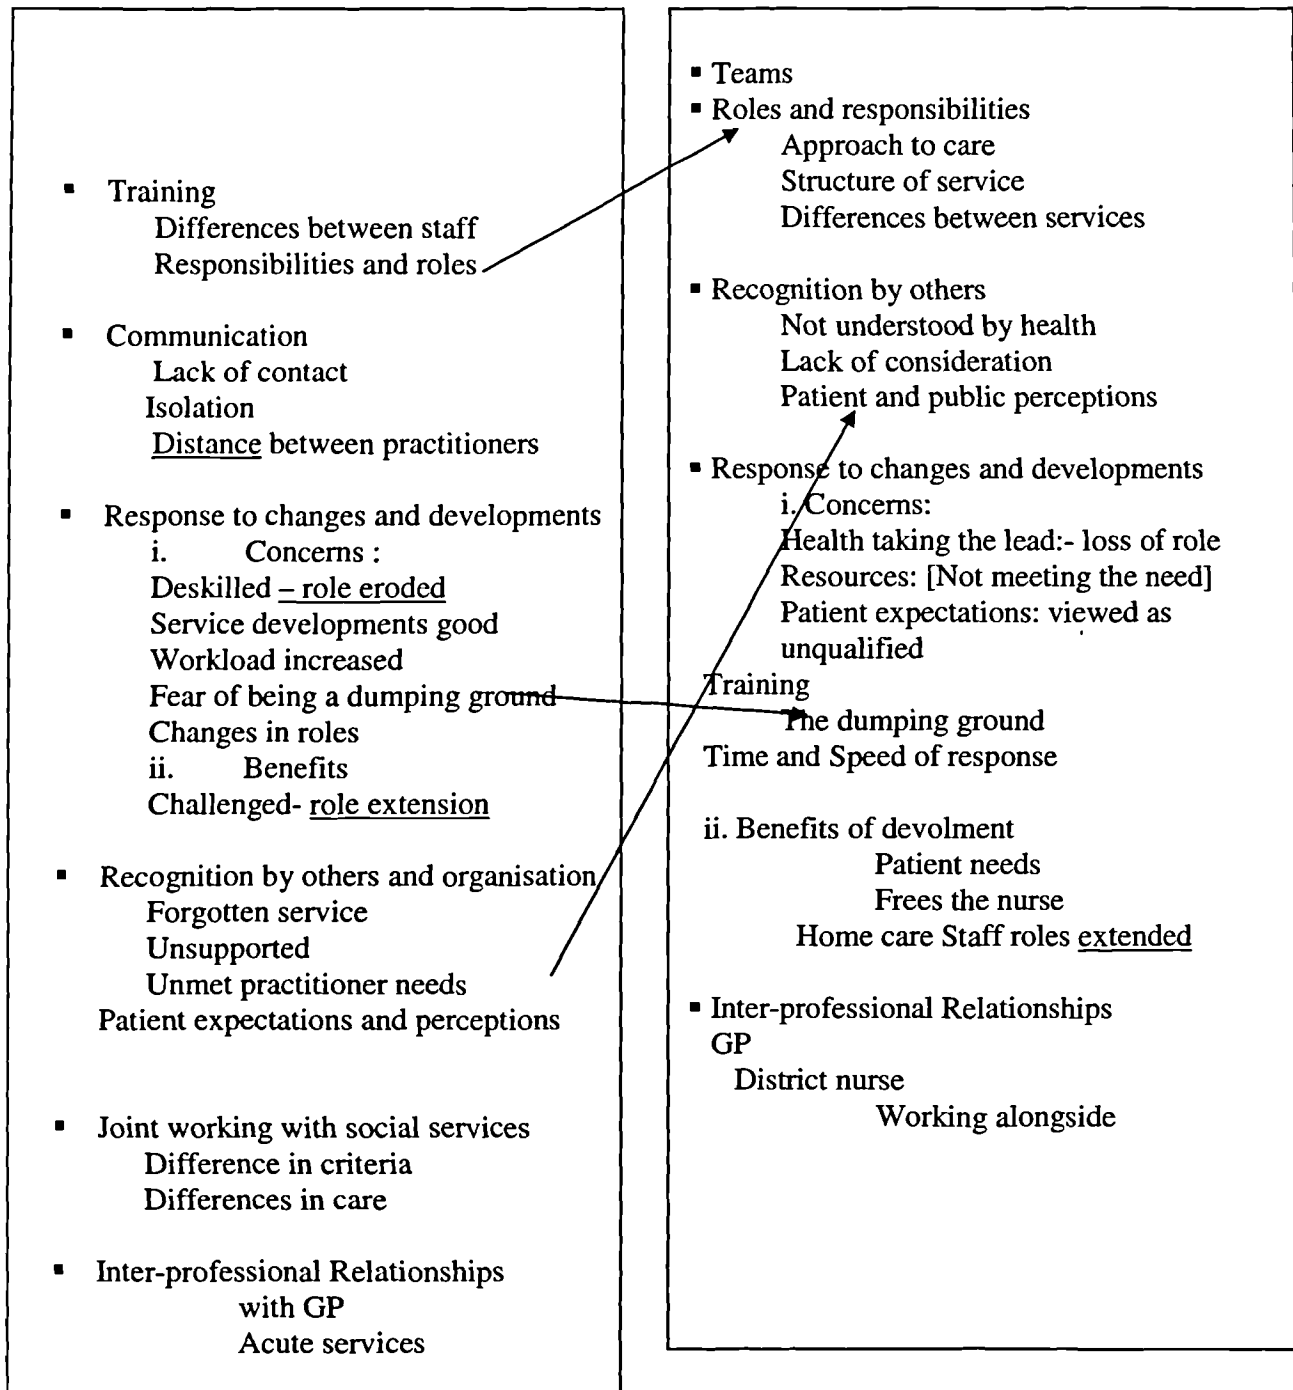 ▪ Training
Differences between staff
Responsibilities and roles
▪ Communication
Lack of contact
Isolation
Distance between practitioners
▪ Response to changes and developments
i. Concerns :
Deskilled – role eroded
Service developments good
Workload increased
Fear of being a dumping ground
Changes in roles
ii. Benefits
Challenged- role extension
▪ Recognition by others and organisation
Forgotten service
Unsupported
Unmet practitioner needs
Patient expectations and perceptions
▪ Joint working with social services
Difference in criteria
Differences in care
▪ Inter-professional Relationships
with GP
Acute services
▪ Teams
▪ Roles and responsibilities
Approach to care
Structure of service
Differences between services
▪ Recognition by others
Not understood by health
Lack of consideration
Patient and public perceptions
▪ Response to changes and developments
i. Concerns:
Health taking the lead:- loss of role
Resources: [Not meeting the need]
Patient expectations: viewed as
unqualified
Training
The dumping ground
Time and Speed of response
ii. Benefits of devolment
Patient needs
Frees the nurse
Home care Staff roles extended
▪ Inter-professional Relationships
GP
District nurse
Working alongside